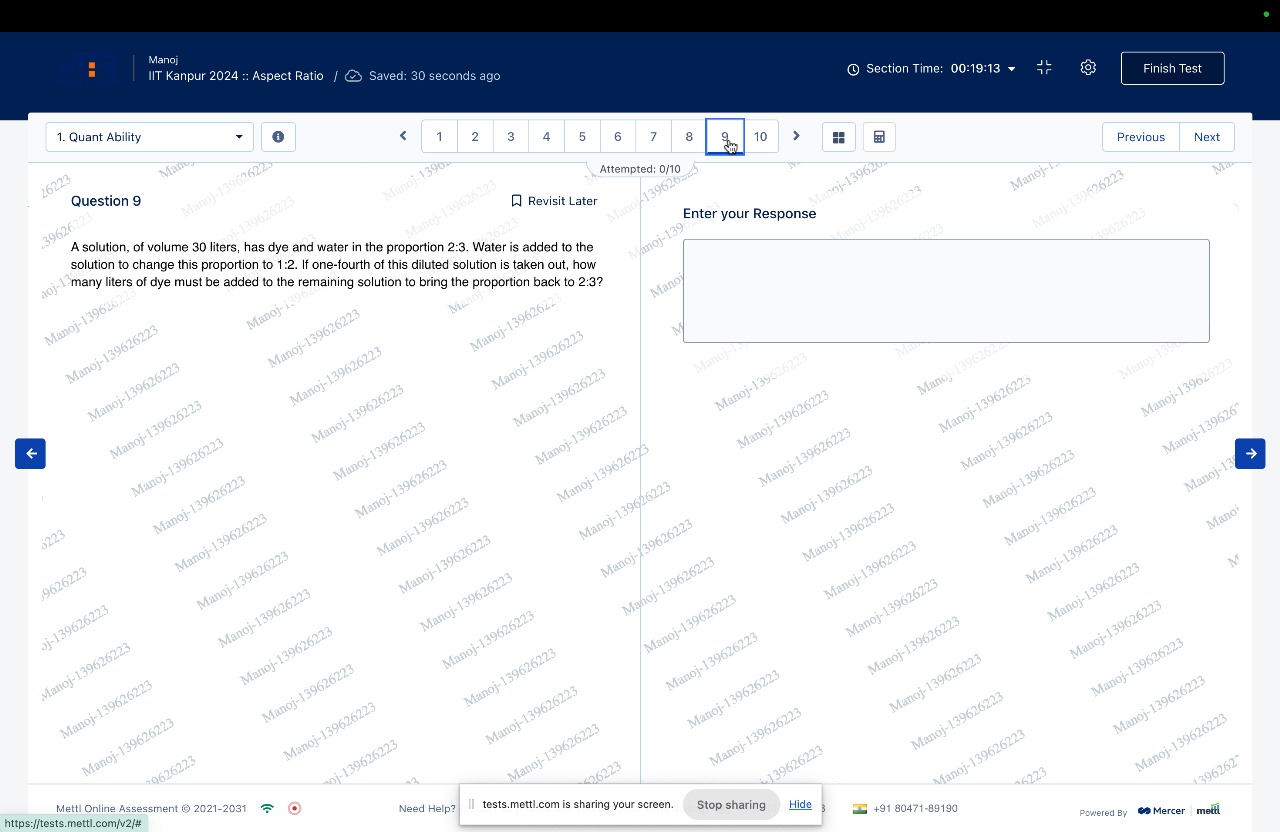 Manoj
IIT Kanpur 2024 :: Aspect Ratio / Saved: 30 seconds ago
Section Time: 00:19:13
Finish Test
1. Quant Ability
1 2 3 4 5 6 7 8 9 10
Previous Next
Attempted: 0/10
Question 9
Revisit Later
A solution, of volume 30 liters, has dye and water in the proportion 2:3. Water is added to the
solution to change this proportion to 1:2. If one-fourth of this diluted solution is taken out, how
many liters of dye must be added to the remaining solution to bring the proportion back to 2:3?
Enter your Response
Manoj-139626223
Mettl Online Assessment © 2021-2031
Need Help?
tests.mettl.com is sharing your screen.
Stop sharing
Hide
+91 80471-89190
Powered By Mercer mettl
https://tests.mettl.com/v2/#